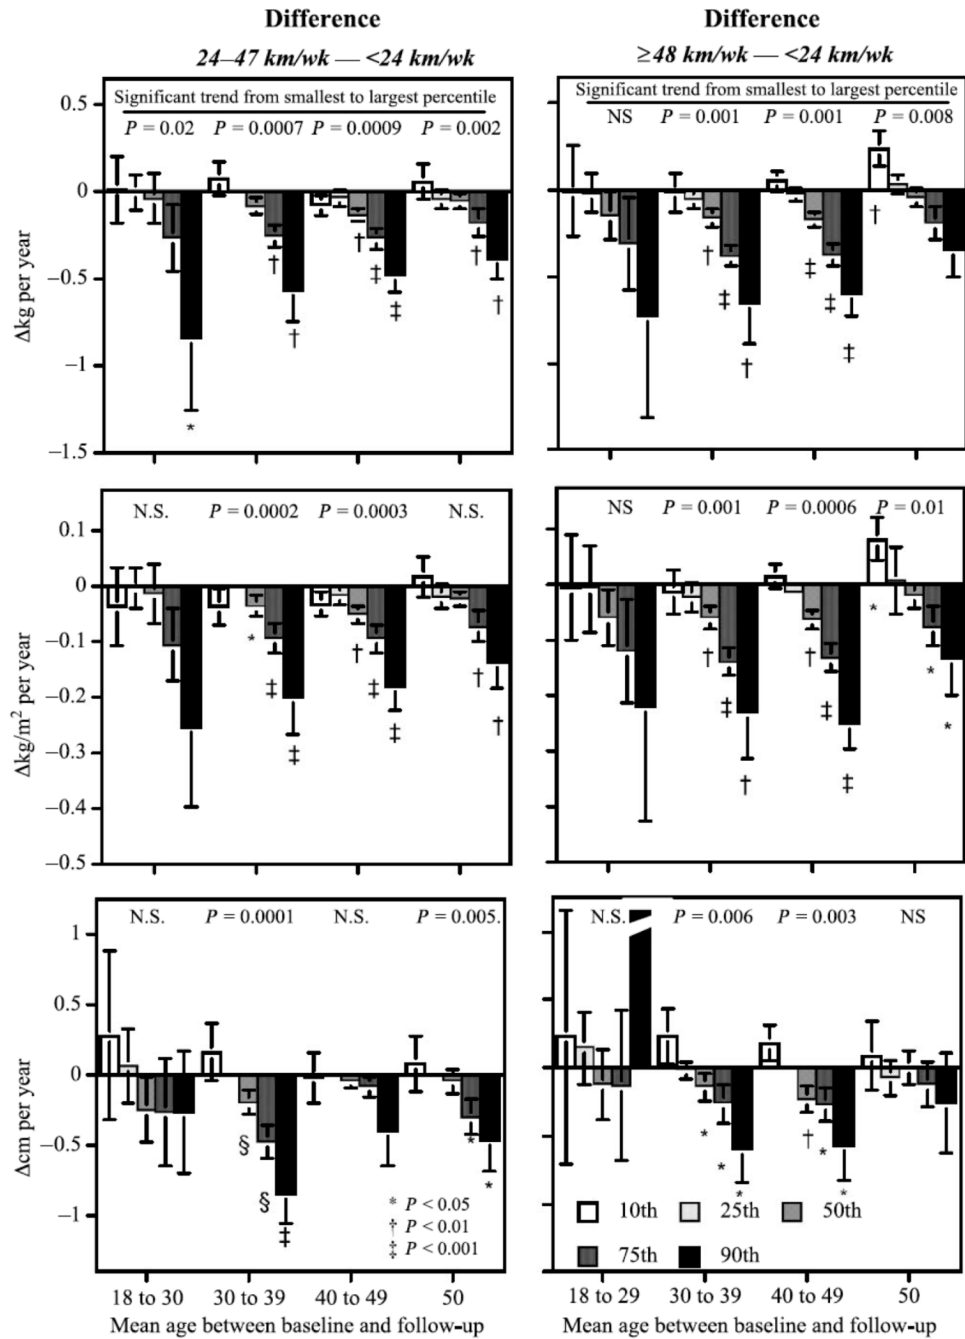 Difference
24–47 km/wk — <24 km/wk
Difference
≥48 km/wk — <24 km/wk
Significant trend from smallest to largest percentile
P = 0.02 P = 0.0007 P = 0.0009 P = 0.002
0.5
0
−0.5
−1
−1.5
Δkg per year
† ‡ †
† ‡ †
*
Significant trend from smallest to largest percentile
NS P = 0.001 P = 0.001 P = 0.008
†
† ‡
‡ ‡
† ‡
N.S. P = 0.0002 P = 0.0003 N.S.
0.1
0
−0.1
−0.2
−0.3
−0.4
−0.5
Δkg/m² per year
* † †
‡ ‡ †
‡ ‡
NS P = 0.001 P = 0.0006 P = 0.01
*
† † *
‡ ‡ *
† ‡
N.S. P = 0.0001 N.S. P = 0.005.
1
0.5
0
−0.5
−1
Δcm per year
§ *
§ *
‡
* P < 0.05
† P < 0.01
‡ P < 0.001
18 to 30 30 to 39 40 to 49 50
Mean age between baseline and follow-up
N.S. P = 0.006 P = 0.003 NS
* †
* *
* *
10th 25th 50th
75th 90th
18 to 29 30 to 39 40 to 49 50
Mean age between baseline and follow-up